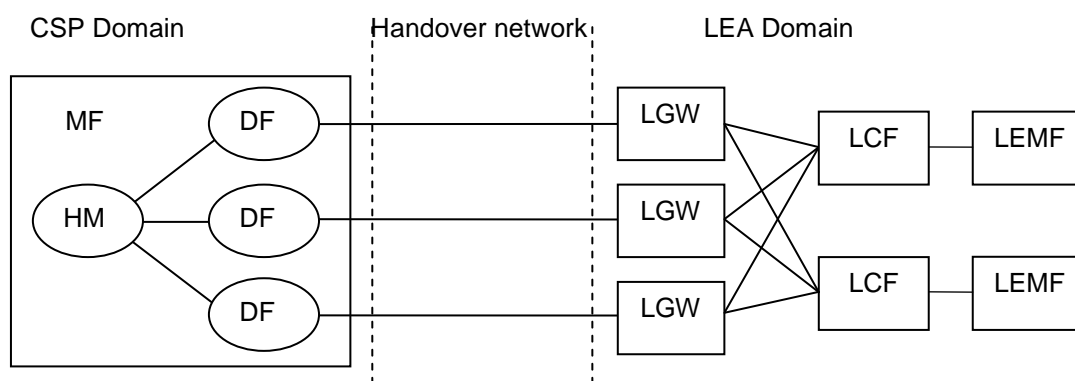 CSP Domain
Handover network
LEA Domain
MF
DF
LGW
LCF
LEMF
HM
DF
LGW
DF
LGW
LCF
LEMF